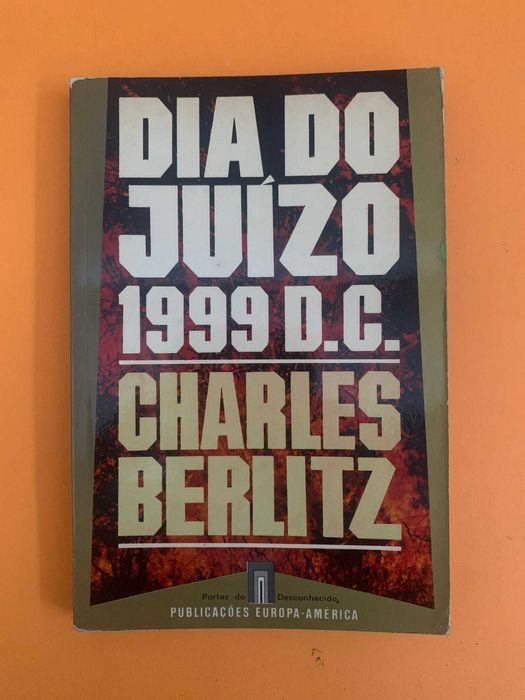 DIA DO
JUÍZO
1999 D.C.
CHARLES
BERLITZ
Portas do Desconhecido
PUBLICAÇÕES EUROPA-AMÉRICA